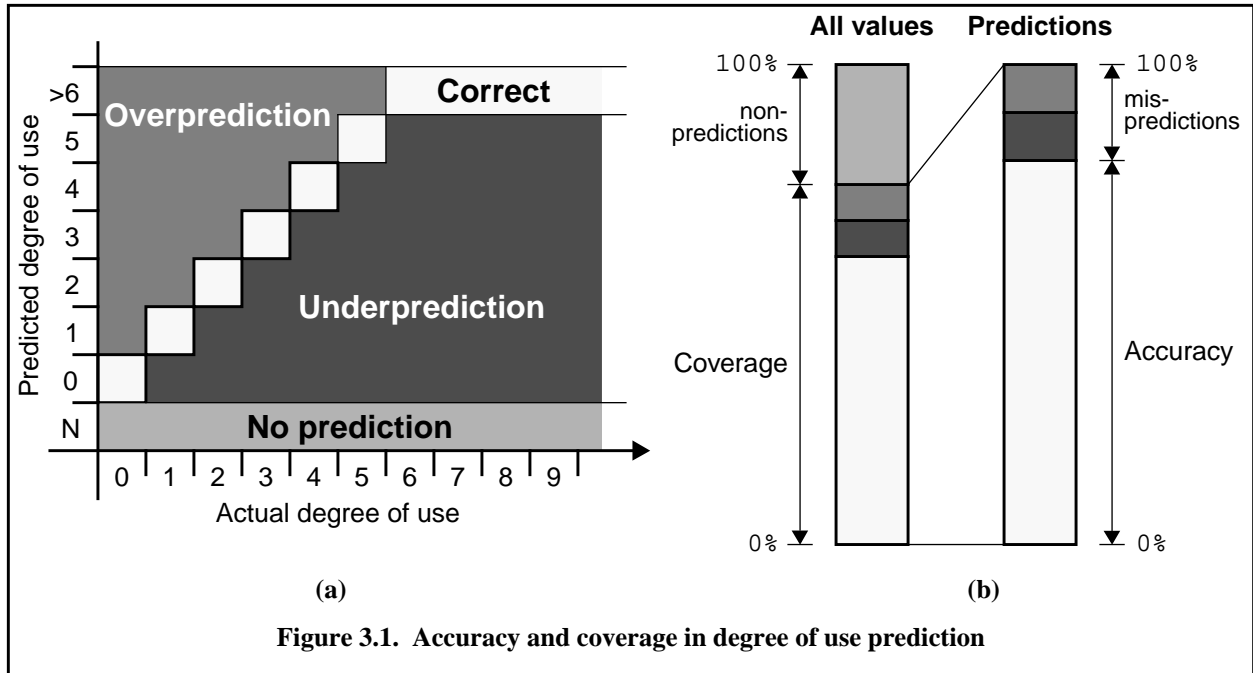 >6
5
4
3
2
1
0
N
Predicted degree of use
Overprediction
Correct
Underprediction
No prediction
0 1 2 3 4 5 6 7 8 9
Actual degree of use
(a)
All values Predictions
100%
non-
predictions
Coverage
0%
100%
mis-
predictions
Accuracy
0%
(b)
Figure 3.1. Accuracy and coverage in degree of use prediction